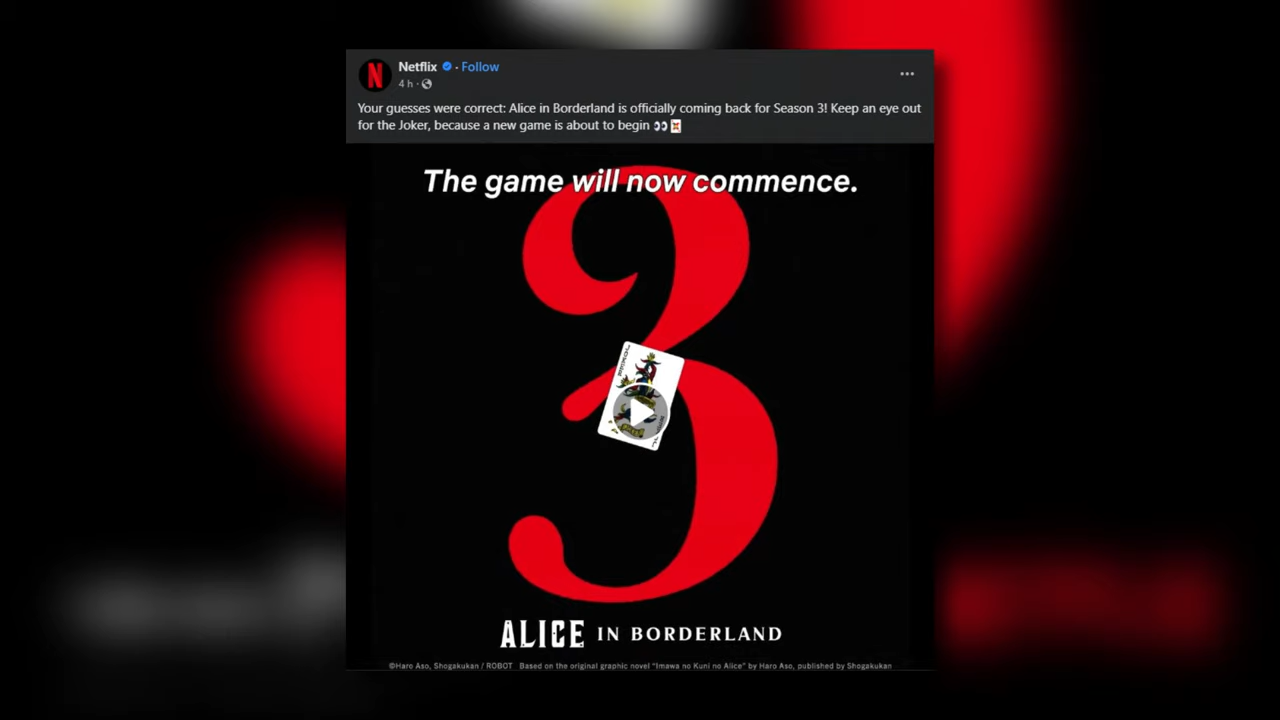 Netflix · Follow
4 h ·
Your guesses were correct: Alice in Borderland is officially coming back for Season 3! Keep an eye out
for the Joker, because a new game is about to begin 👀🃏
The game will now commence.
3
ALICE IN BORDERLAND
©Haro Aso, Shogakukan / ROBOT Based on the original graphic novel "Imawa no Kuni no Alice" by Haro Aso, published by Shogakukan